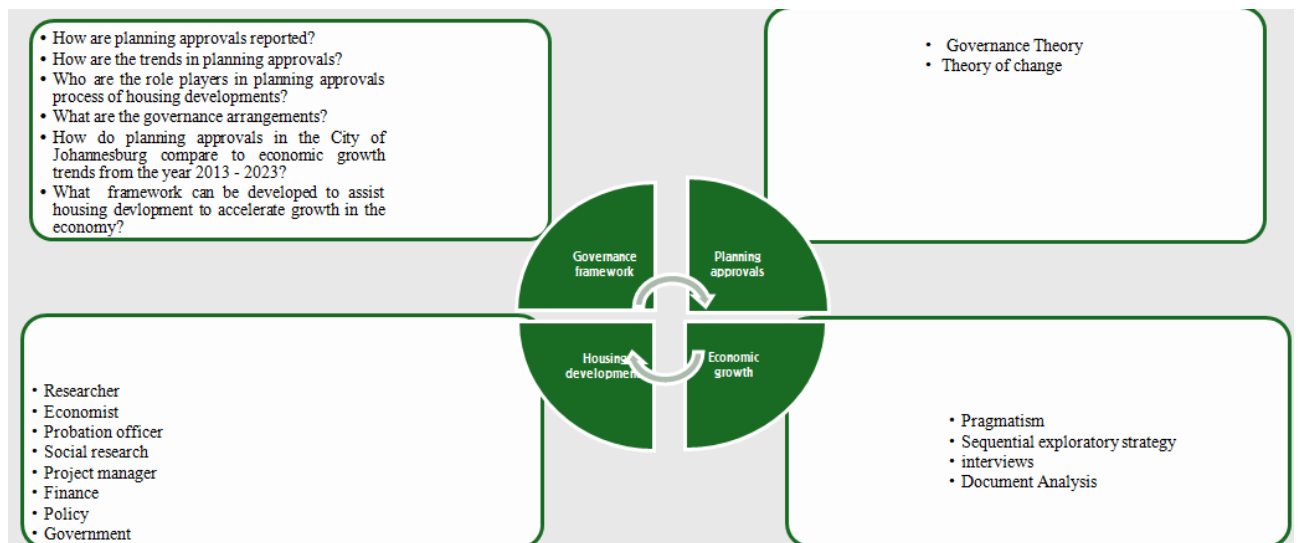 • How are planning approvals reported?
• How are the trends in planning approvals?
• Who are the role players in planning approvals
process of housing developments?
• What are the governance arrangements?
• How do planning approvals in the City of
Johannesburg compare to economic growth
trends from the year 2013 - 2023?
• What framework can be developed to assist
housing devlopment to accelerate growth in the
economy?
• Governance Theory
• Theory of change
Governance
framework
Planning
approvals
Housing
development
Economic
growth
• Researcher
• Economist
• Probation officer
• Social research
• Project manager
• Finance
• Policy
• Government
• Pragmatism
• Sequential exploratory strategy
• interviews
• Document Analysis